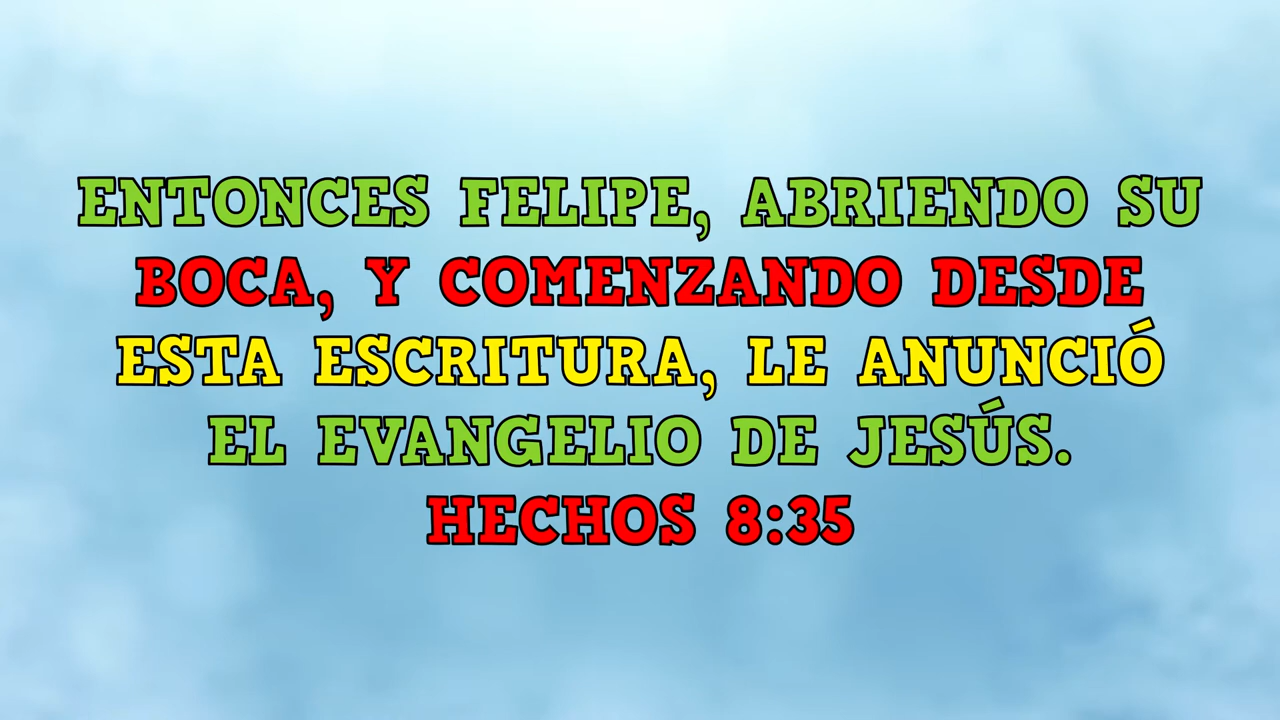 ENTONCES FELIPE, ABRIENDO SU
BOCA, Y COMENZANDO DESDE
ESTA ESCRITURA, LE ANUNCIÓ
EL EVANGELIO DE JESÚS.
HECHOS 8:35